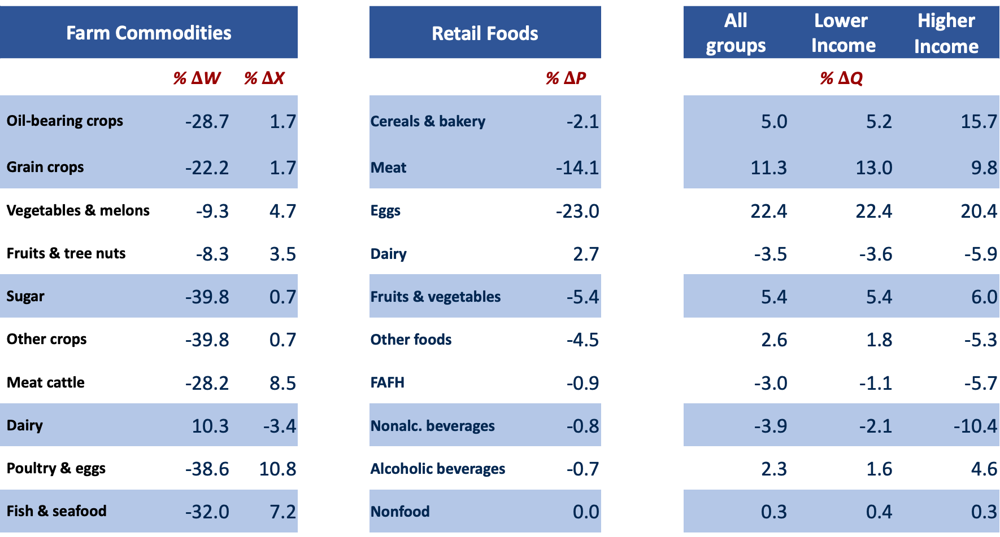 Farm Commodities Retail Foods All groups Lower Income Higher Income
% ΔW % ΔX % ΔP % ΔQ
Oil-bearing crops -28.7 1.7 Cereals & bakery -2.1 5.0 5.2 15.7
Grain crops -22.2 1.7 Meat -14.1 11.3 13.0 9.8
Vegetables & melons -9.3 4.7 Eggs -23.0 22.4 22.4 20.4
Fruits & tree nuts -8.3 3.5 Dairy 2.7 -3.5 -3.6 -5.9
Sugar -39.8 0.7 Fruits & vegetables -5.4 5.4 5.4 6.0
Other crops -39.8 0.7 Other foods -4.5 2.6 1.8 -5.3
Meat cattle -28.2 8.5 FAFH -0.9 -3.0 -1.1 -5.7
Dairy 10.3 -3.4 Nonalc. beverages -0.8 -3.9 -2.1 -10.4
Poultry & eggs -38.6 10.8 Alcoholic beverages -0.7 2.3 1.6 4.6
Fish & seafood -32.0 7.2 Nonfood 0.0 0.3 0.4 0.3